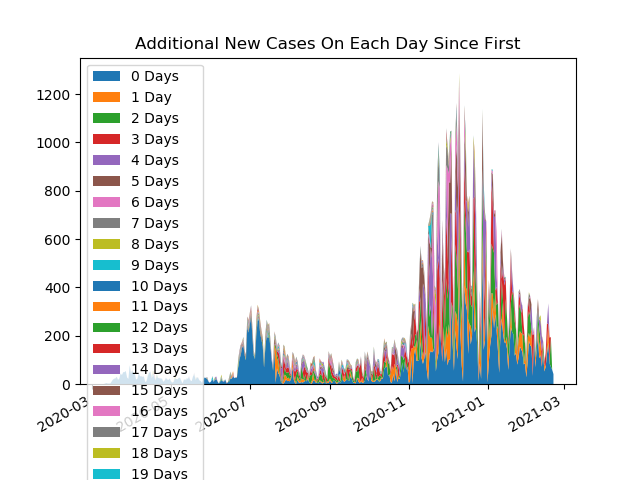 Additional New Cases On Each Day Since First
1200
1000
800
600
400
200
0
0 Days
1 Day
2 Days
3 Days
4 Days
5 Days
6 Days
7 Days
8 Days
9 Days
10 Days
11 Days
12 Days
13 Days
14 Days
15 Days
16 Days
17 Days
18 Days
19 Days
2020-03
2020-05
2020-07
2020-09
2020-11
2021-01
2021-03